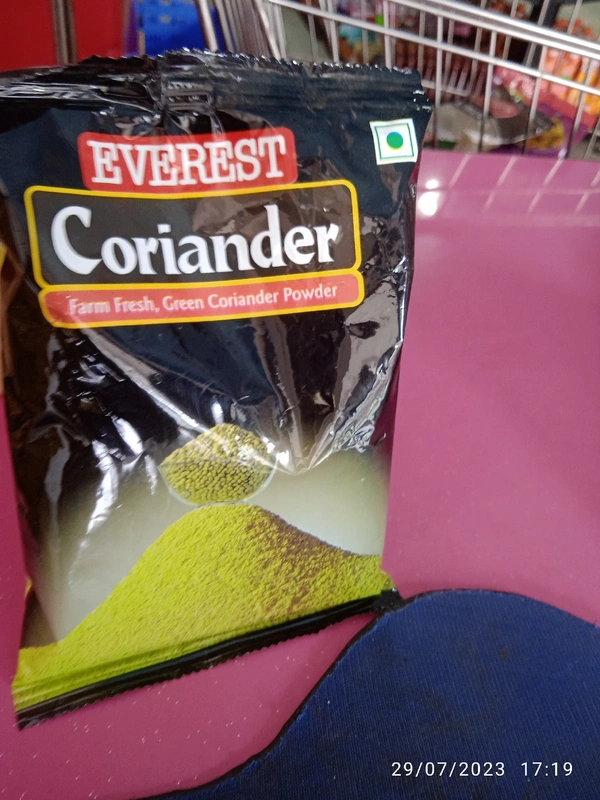 EVEREST
Coriander
Farm Fresh, Green Coriander Powder
29/07/2023 17:19